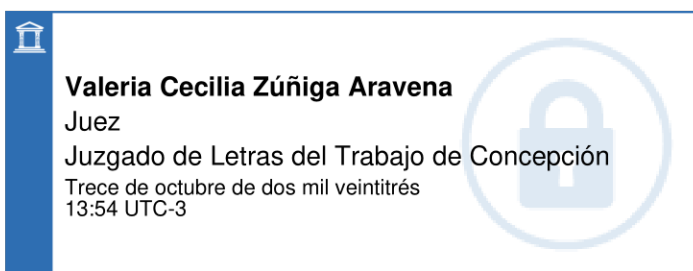 Valeria Cecilia Zúñiga Aravena
Juez
Juzgado de Letras del Trabajo de Concepción
Trece de octubre de dos mil veintitrés
13:54 UTC-3